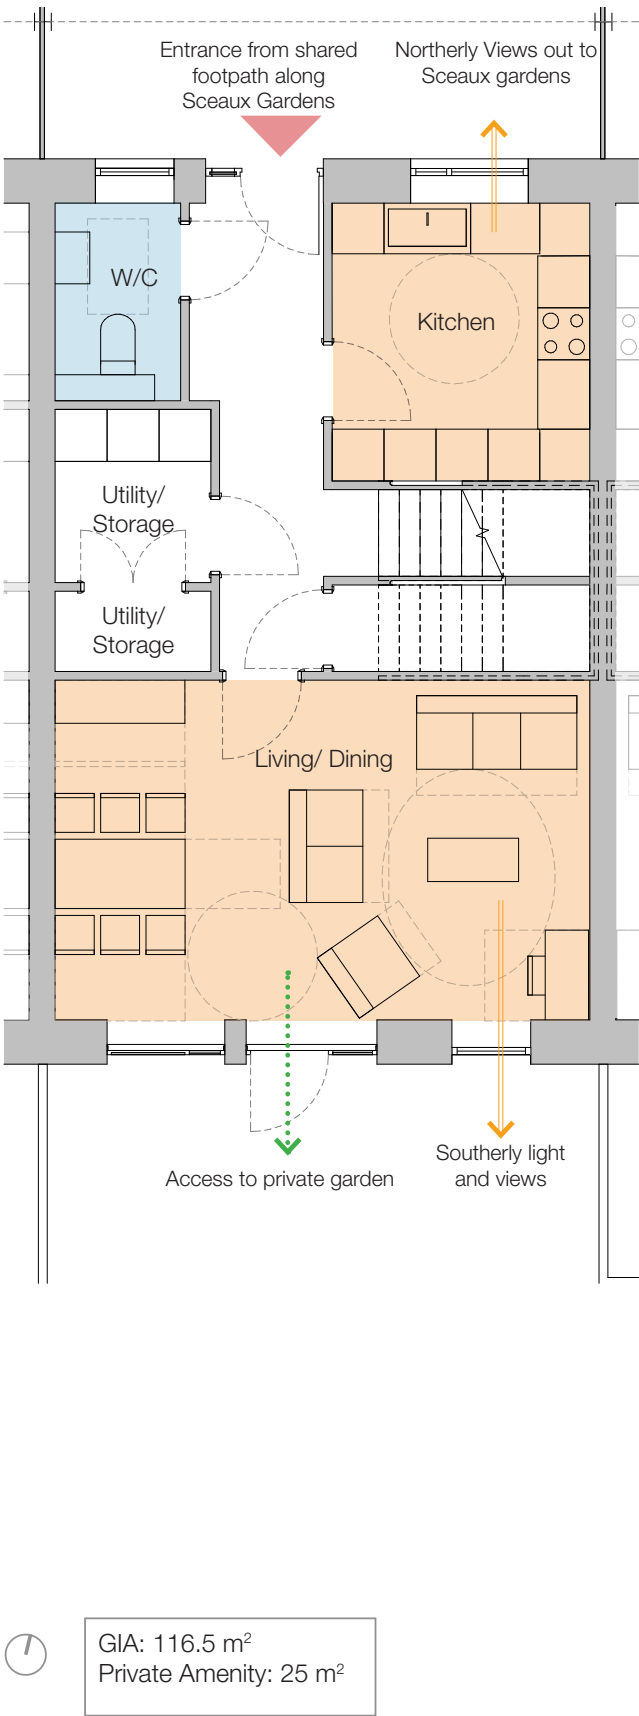 Entrance from shared
footpath along
Sceaux Gardens
Northerly Views out to
Sceaux gardens
W/C
Kitchen
Utility/
Storage
Utility/
Storage
Living/ Dining
Access to private garden
Southerly light
and views
GIA: 116.5 m²
Private Amenity: 25 m²